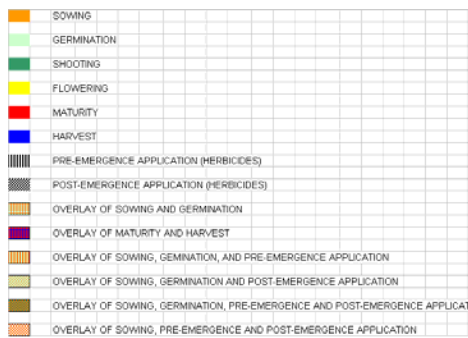 SOWING
GERMINATION
SHOOTING
FLOWERING
MATURITY
HARVEST
PRE-EMERGENCE APPLICATION (HERBICIDES)
POST-EMERGENCE APPLICATION (HERBICIDES)
OVERLAY OF SOWING AND GERMINATION
OVERLAY OF MATURITY AND HARVEST
OVERLAY OF SOWING, GEMINATION, AND PRE-EMERGENCE APPLICATION
OVERLAY OF SOWING, GERMINATION AND POST-EMERGENCE APPLICATION
OVERLAY OF SOWING, GERMINATION, PRE-EMERGENCE AND POST-EMERGENCE APPLICAT
OVERLAY OF SOWING, PRE-EMERGENCE AND POST-EMERGENCE APPLICATION